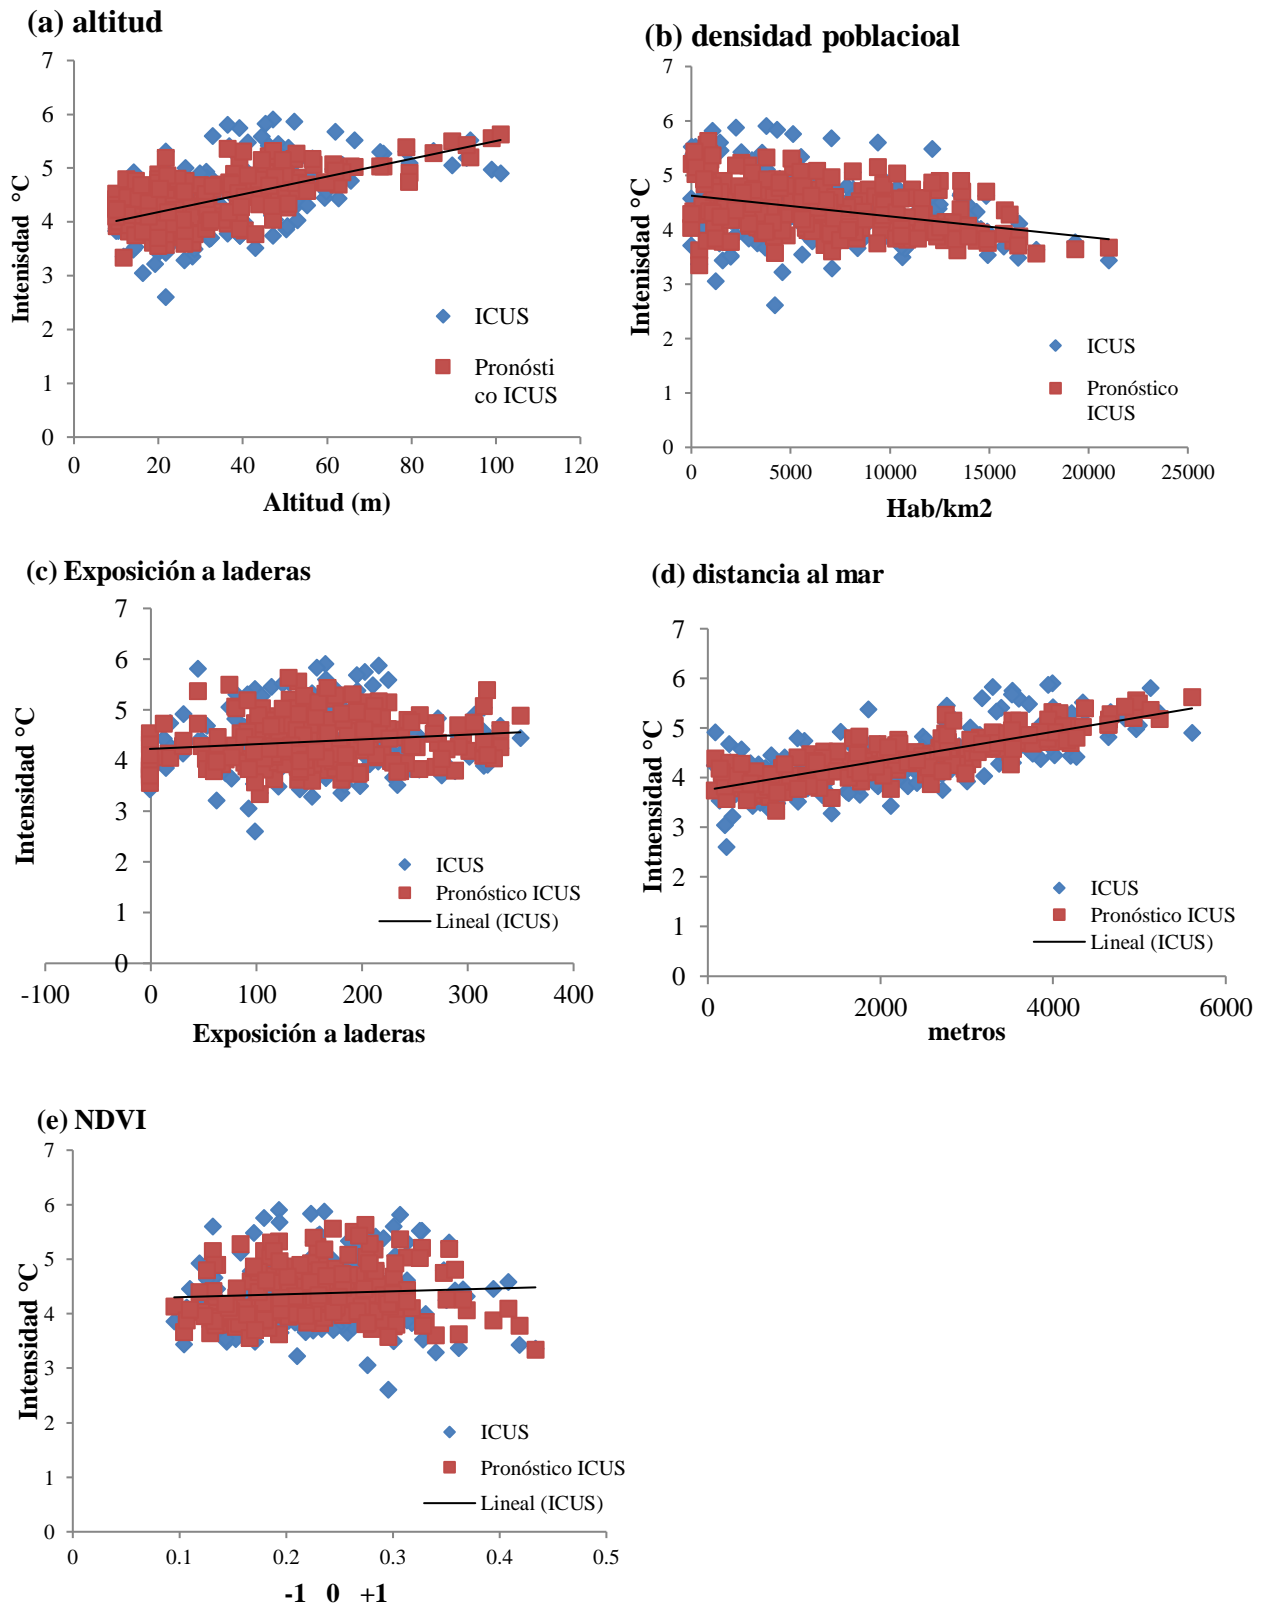 (a) altitud
7
6
5
4
3
2
1
0
Intenisdad °C
0 20 40 60 80 100 120
Altitud (m)
ICUS
Pronósti
co ICUS
(b) densidad poblacioal
7
6
5
4
3
2
1
0
Intenisdad °C
0 5000 10000 15000 20000 25000
Hab/km2
ICUS
Pronóstico
ICUS
(c) Exposición a laderas
7
6
5
4
3
2
1
0
Intensidad °C
-100 0 100 200 300 400
Exposición a laderas
ICUS
Pronóstico ICUS
Lineal (ICUS)
(d) distancia al mar
7
6
5
4
3
2
1
0
Intnensidad °C
0 2000 4000 6000
metros
ICUS
Pronóstico ICUS
Lineal (ICUS)
(e) NDVI
7
6
5
4
3
2
1
0
Intensidad °C
0 0.1 0.2 0.3 0.4 0.5
-1 0 +1
ICUS
Pronóstico ICUS
Lineal (ICUS)